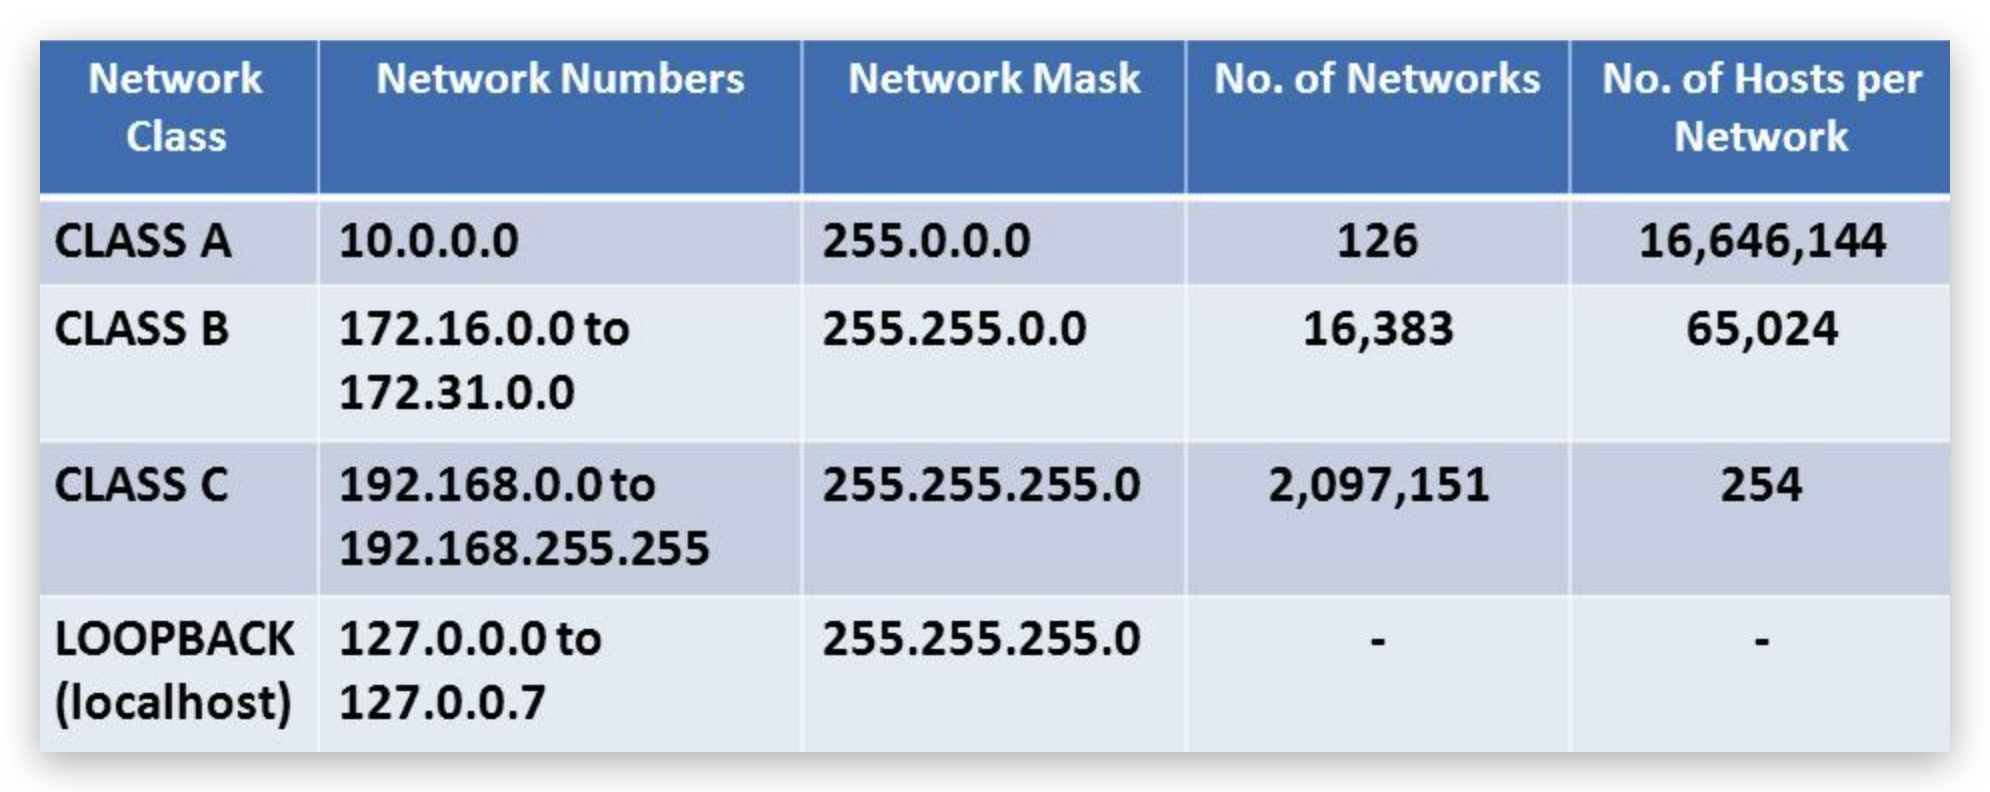 Network Class Network Numbers Network Mask No. of Networks No. of Hosts per Network
CLASS A 10.0.0.0 255.0.0.0 126 16,646,144
CLASS B 172.16.0.0 to 172.31.0.0 255.255.0.0 16,383 65,024
CLASS C 192.168.0.0 to 192.168.255.255 255.255.255.0 2,097,151 254
LOOPBACK (localhost) 127.0.0.0 to 127.0.0.7 255.255.255.0 - -